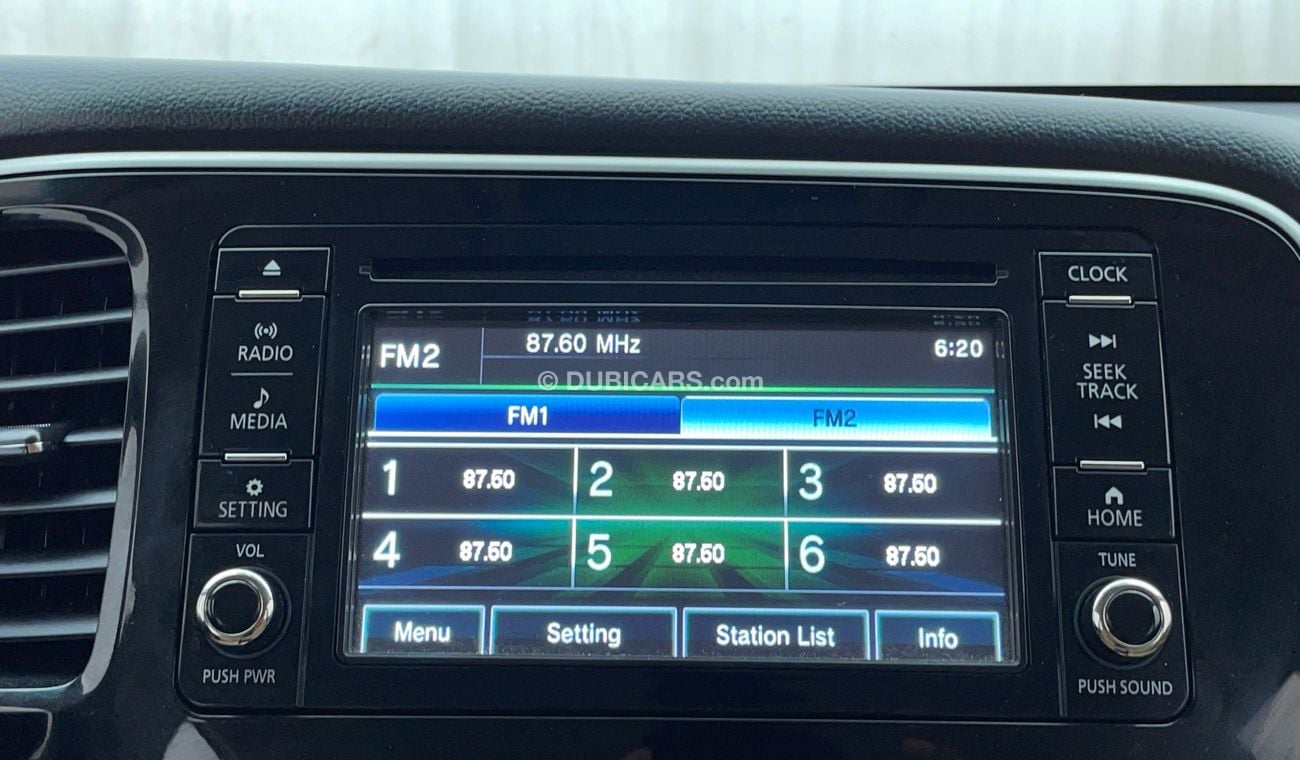 CLOCK
RADIO
MEDIA
SETTING
VOL
PUSH PWR
FM2
87.60 MHz
6:20
© DUBICARS.com
FM1
FM2
1 87.50
2 87.50
3 87.50
4 87.50
5 87.50
6 87.50
Menu
Setting
Station List
Info
SEEK
TRACK
HOME
TUNE
PUSH SOUND